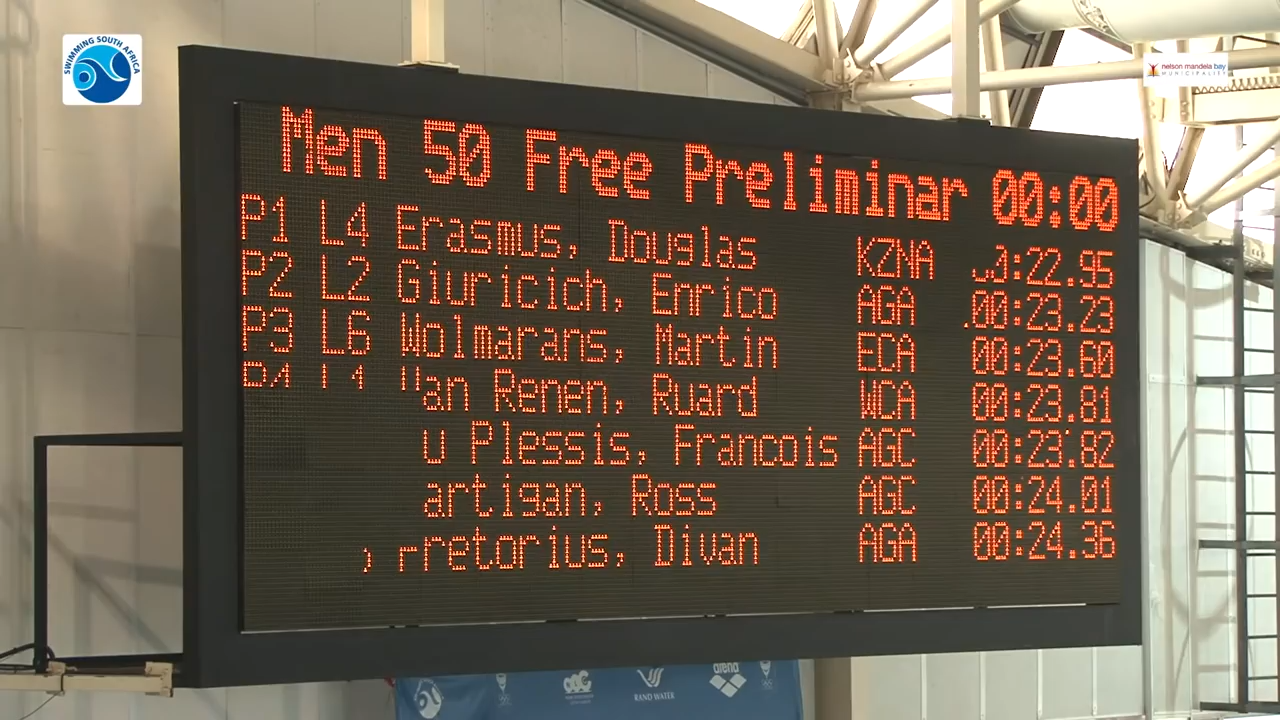 SWIMMING SOUTH AFRICA
nelson mandela bay
MUNICIPALITY
Men 50 Free Preliminar 00:00
P1 L4 Erasmus, Douglas KZNA :22.95
P2 L2 Giuricich, Enrico AGA 00:23.23
P3 L6 Wolmarans, Martin ECA 00:23.60
an Renen, Ruard WCA 00:23.81
u Plessis, Francois AGC 00:23.82
artigan, Ross AGC 00:24.01
retorius, Divan AGA 00:24.36
RAND WATER
arena